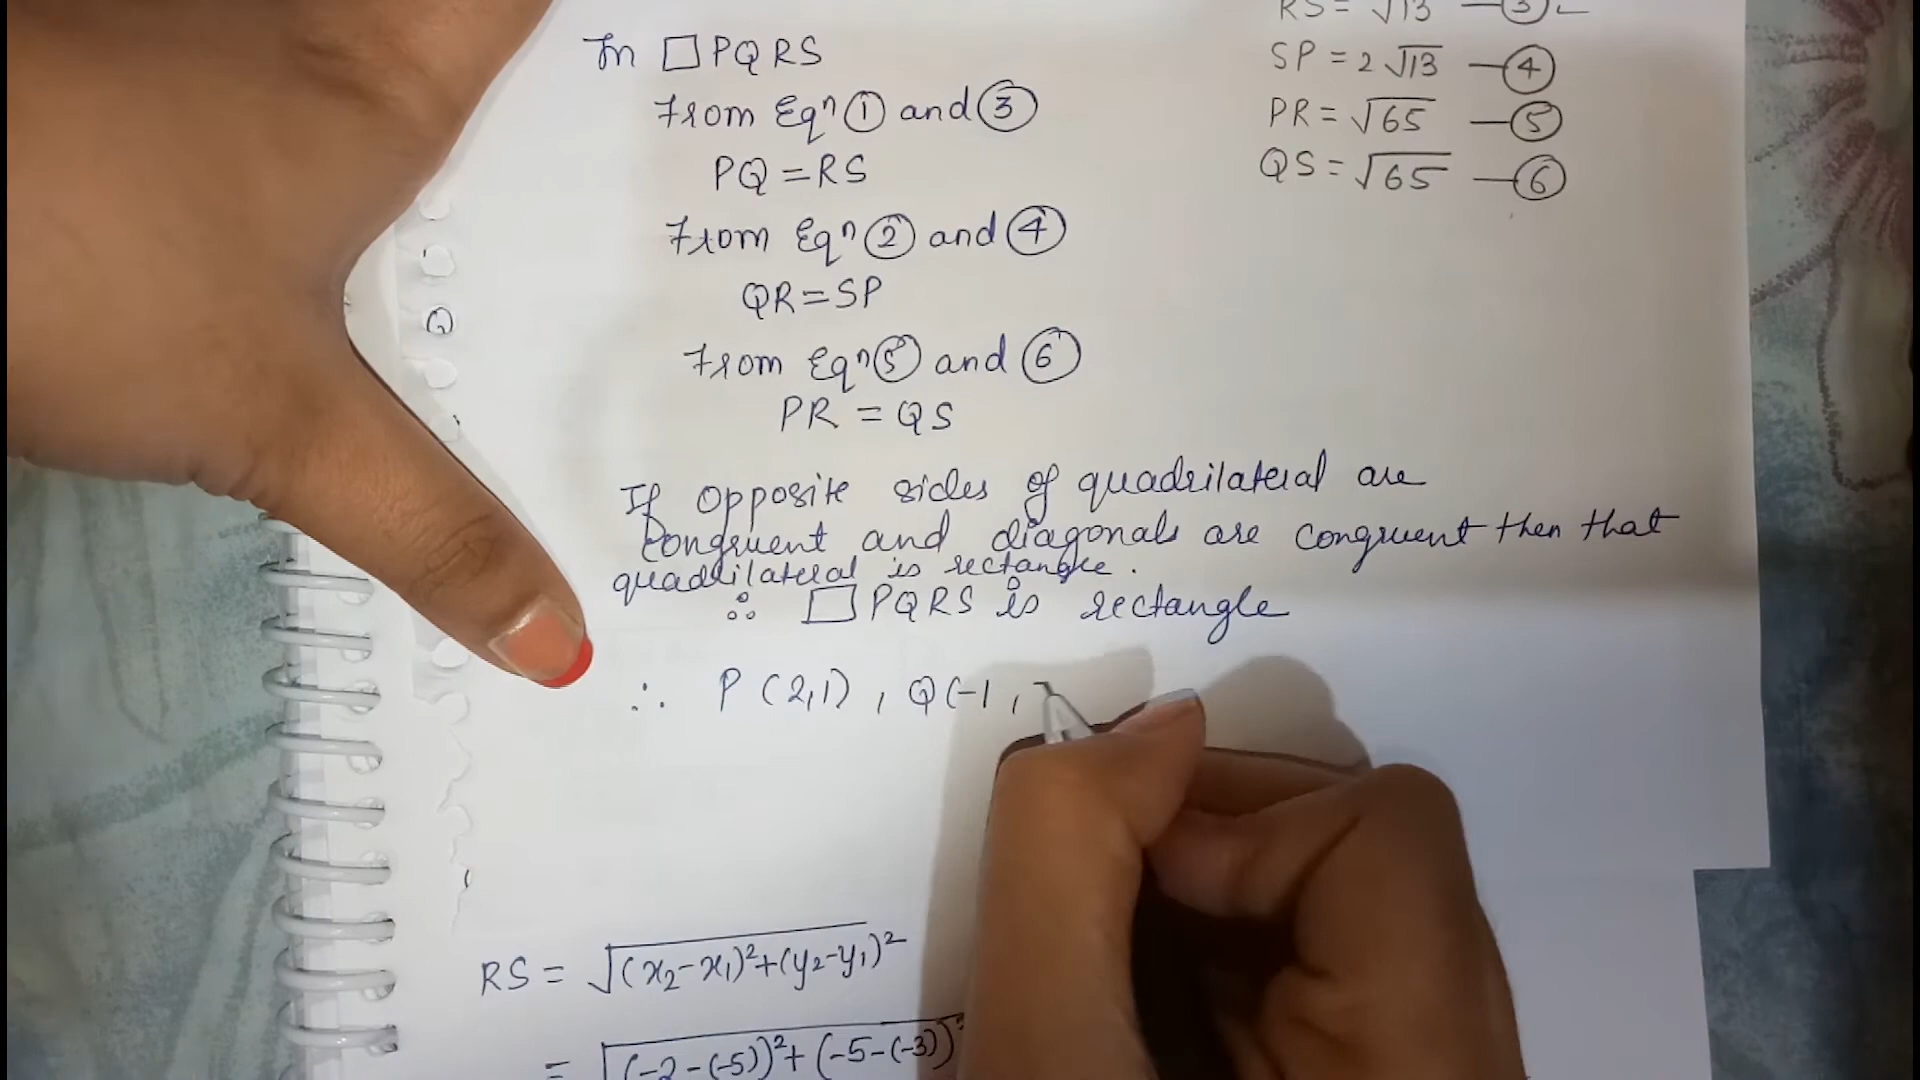 RS = √13 —③
In □PQRS
SP = 2√13 —④
From Eqⁿ ① and ③
PR = √65 —⑤
PQ = RS
QS = √65 —⑥
From Eqⁿ ② and ④
QR = SP
From Eqⁿ ⑤ and ⑥
PR = QS
If opposite sides of quadrilateral are
congruent and diagonals are congruent then that
quadrilateral is rectangle.
∴ □PQRS is rectangle
∴ P (2,1), Q(-1,
RS = √(x₂-x₁)²+(y₂-y₁)²
= √(-2-(-5))²+(-5-(-3))²